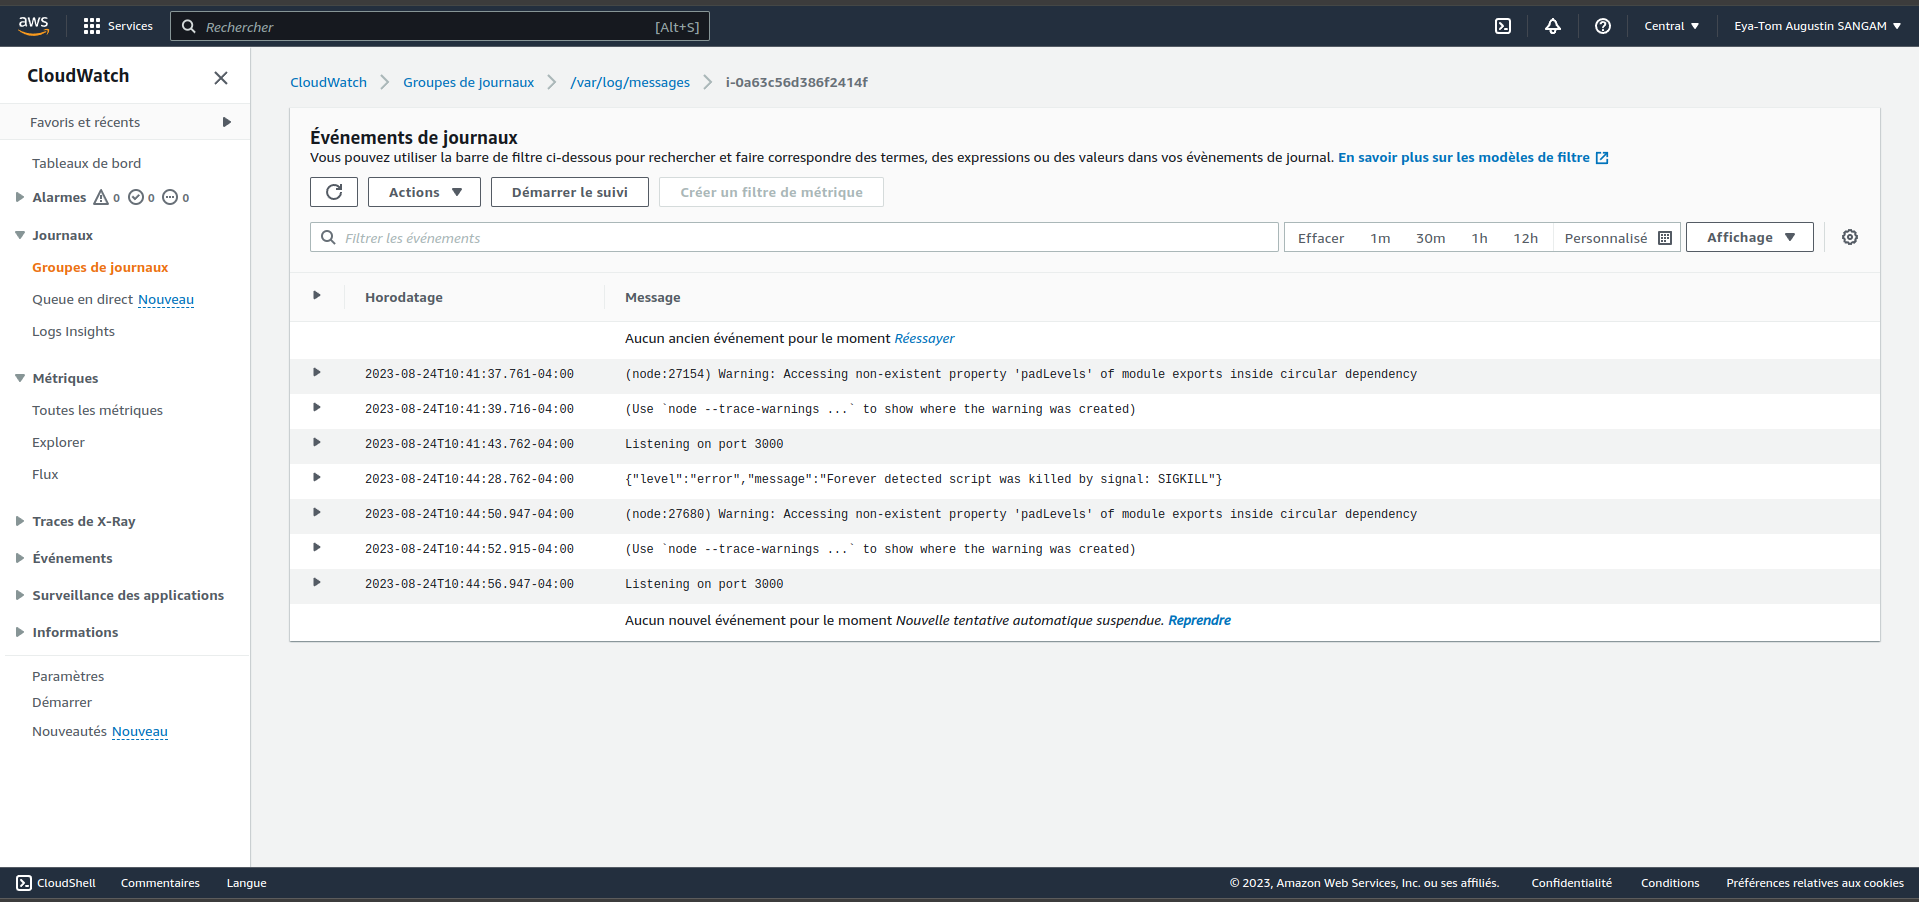 aws Services Rechercher [Alt+S] Central Eya-Tom Augustin SANGAM
CloudWatch
Favoris et récents
Tableaux de bord
Alarmes 0 0 0
Journaux
Groupes de journaux
Queue en direct Nouveau
Logs Insights
Métriques
Toutes les métriques
Explorer
Flux
Traces de X-Ray
Événements
Surveillance des applications
Informations
Paramètres
Démarrer
Nouveautés Nouveau
CloudWatch Groupes de journaux /var/log/messages i-0a63c56d386f2414f
Événements de journaux
Vous pouvez utiliser la barre de filtre ci-dessous pour rechercher et faire correspondre des termes, des expressions ou des valeurs dans vos évènements de journal. En savoir plus sur les modèles de filtre
Actions Démarrer le suivi Créer un filtre de métrique
Filtrer les événements Effacer 1m 30m 1h 12h Personnalisé Affichage
Horodatage Message
Aucun ancien événement pour le moment Réessayer
2023-08-24T10:41:37.761-04:00 (node:27154) Warning: Accessing non-existent property 'padLevels' of module exports inside circular dependency
2023-08-24T10:41:39.716-04:00 (Use `node --trace-warnings ...` to show where the warning was created)
2023-08-24T10:41:43.762-04:00 Listening on port 3000
2023-08-24T10:44:28.762-04:00 {"level":"error","message":"Forever detected script was killed by signal: SIGKILL"}
2023-08-24T10:44:50.947-04:00 (node:27680) Warning: Accessing non-existent property 'padLevels' of module exports inside circular dependency
2023-08-24T10:44:52.915-04:00 (Use `node --trace-warnings ...` to show where the warning was created)
2023-08-24T10:44:56.947-04:00 Listening on port 3000
Aucun nouvel événement pour le moment Nouvelle tentative automatique suspendue. Reprendre
CloudShell Commentaires Langue © 2023, Amazon Web Services, Inc. ou ses affiliés. Confidentialité Conditions Préférences relatives aux cookies